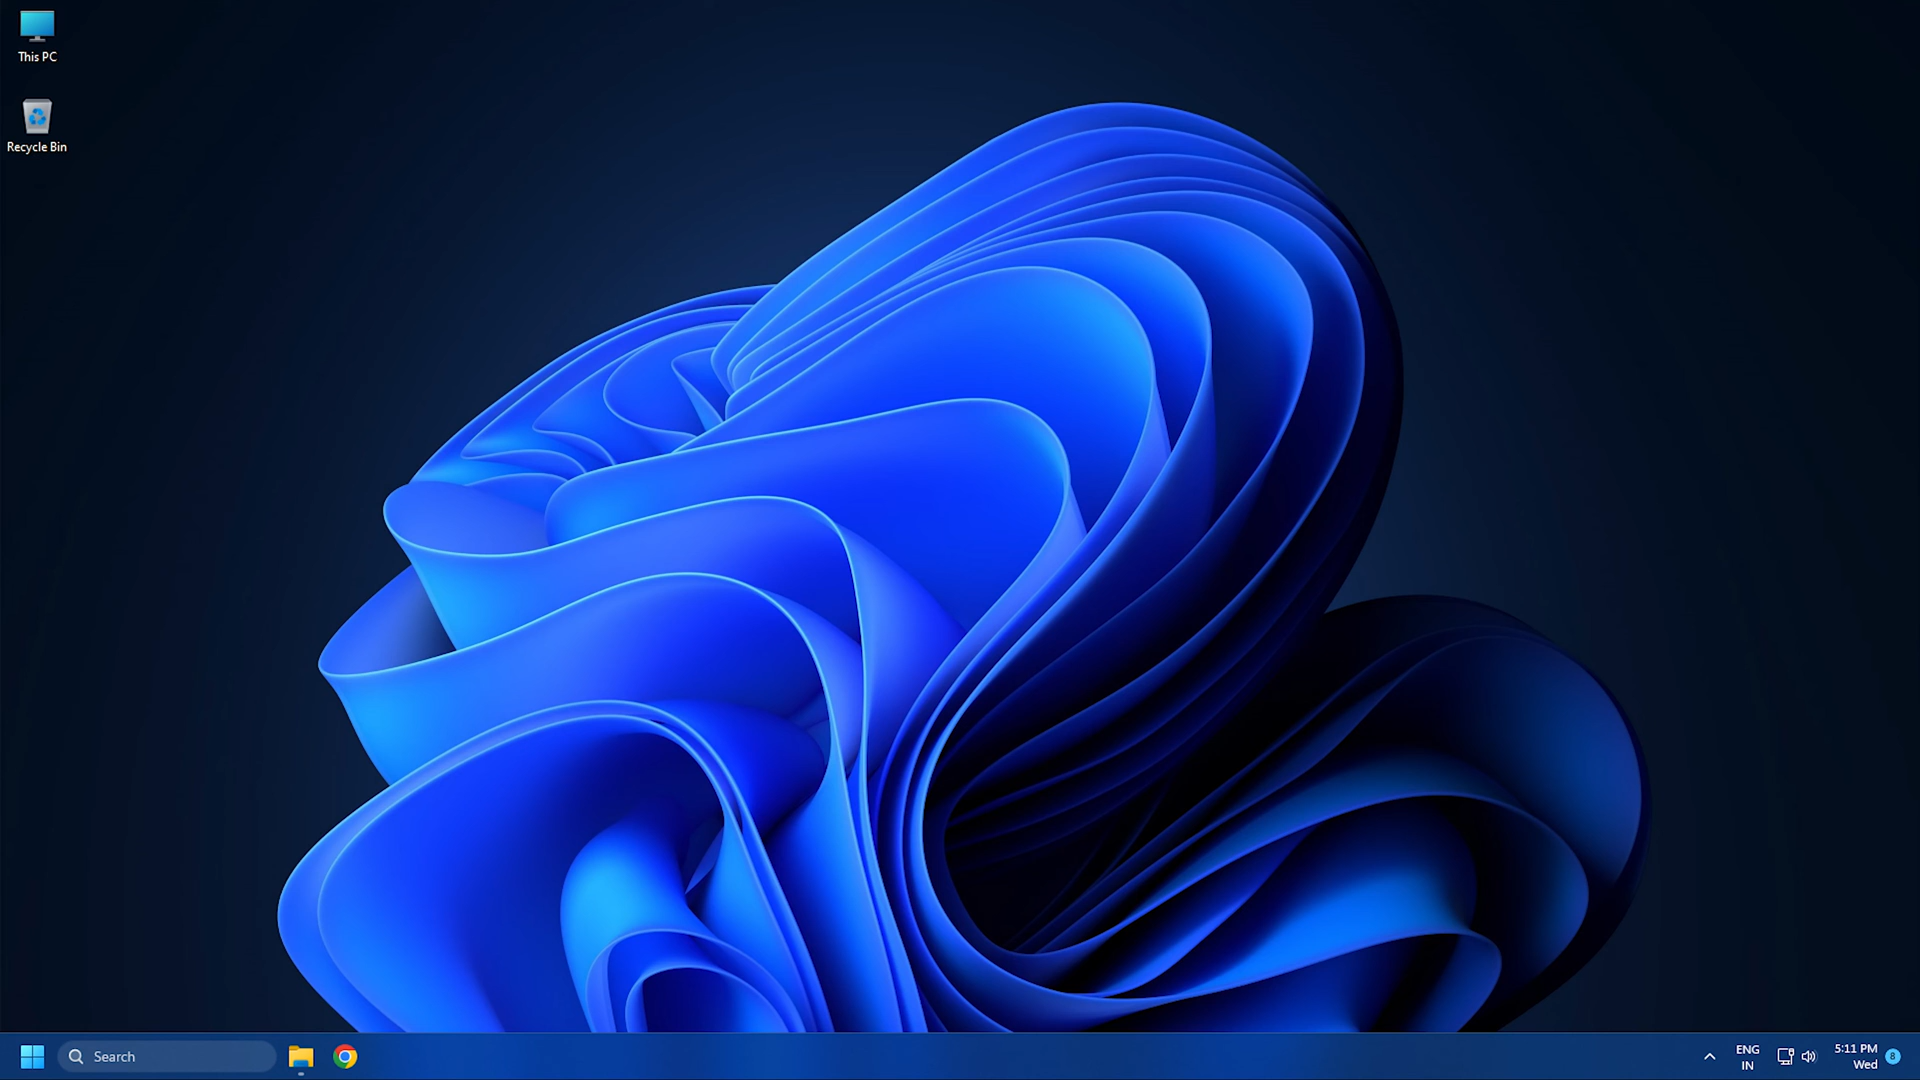 This PC
Recycle Bin
Search
ENG
IN
5:11 PM
Wed
8